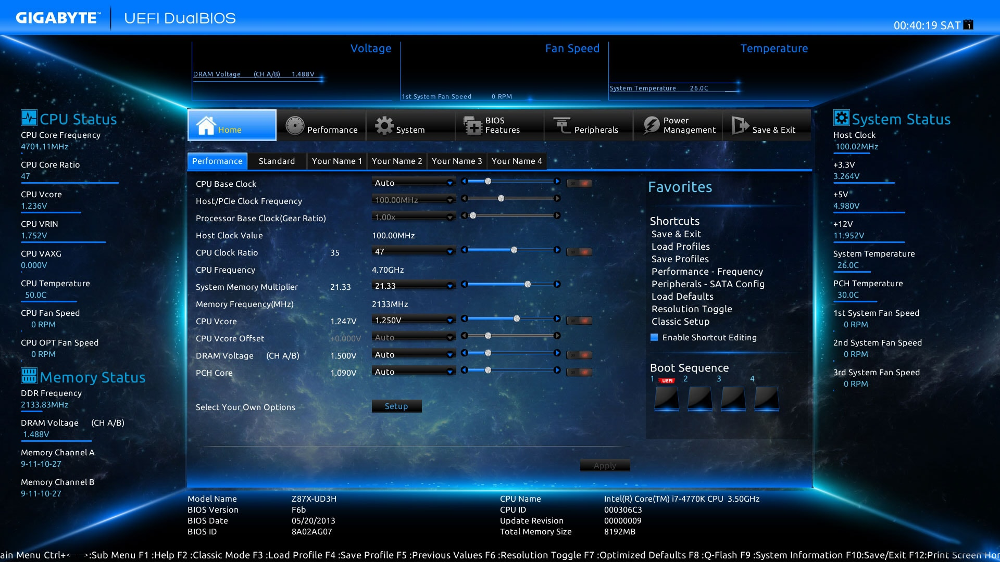 GIGABYTE™ UEFI DualBIOS
00:40:19 SAT 1
Voltage
DRAM Voltage (CH A/B) 1.488V
Fan Speed
1st System Fan Speed 0 RPM
Temperature
System Temperature 26.0C
CPU Status
CPU Core Frequency
4701.11MHz
CPU Core Ratio
47
CPU Vcore
1.236V
CPU VRIN
1.752V
CPU VAXG
0.000V
CPU Temperature
50.0C
CPU Fan Speed
0 RPM
CPU OPT Fan Speed
0 RPM
Memory Status
DDR Frequency
2133.83MHz
DRAM Voltage (CH A/B)
1.488V
Memory Channel A
9-11-10-27
Memory Channel B
9-11-10-27
Home
Performance
System
BIOS
Features
Peripherals
Power
Management
Save & Exit
Performance Standard Your Name 1 Your Name 2 Your Name 3 Your Name 4
CPU Base Clock Auto on off
Host/PCIe Clock Frequency 100.00MHz
Processor Base Clock(Gear Ratio) 1.00x
Host Clock Value 100.00MHz
CPU Clock Ratio 35 47 on off
CPU Frequency 4.70GHz
System Memory Multiplier 21.33 21.33
Memory Frequency(MHz) 2133MHz
CPU Vcore 1.247V 1.250V on off
CPU Vcore Offset +0.000V Auto
DRAM Voltage (CH A/B) 1.500V Auto on off
PCH Core 1.090V Auto on off
Select Your Own Options Setup
Apply
Favorites
Shortcuts
Save & Exit
Load Profiles
Save Profiles
Performance - Frequency
Peripherals - SATA Config
Load Defaults
Resolution Toggle
Classic Setup
Enable Shortcut Editing
Boot Sequence
1 UEFI 2 3 4
System Status
Host Clock
100.02MHz
+3.3V
3.264V
+5V
4.980V
+12V
11.952V
System Temperature
26.0C
PCH Temperature
30.0C
1st System Fan Speed
0 RPM
2nd System Fan Speed
0 RPM
3rd System Fan Speed
0 RPM
Model Name Z87X-UD3H
BIOS Version F6b
BIOS Date 05/20/2013
BIOS ID 8A02AG07
CPU Name Intel(R) Core(TM) i7-4770K CPU 3.50GHz
CPU ID 000306C3
Update Revision 00000009
Total Memory Size 8192MB
ain Menu Ctrl+←→:Sub Menu F1 :Help F2 :Classic Mode F3 :Load Profile F4 :Save Profile F5 :Previous Values F6 :Resolution Toggle F7 :Optimized Defaults F8 :Q-Flash F9 :System Information F10:Save/Exit F12:Print Screen Hor